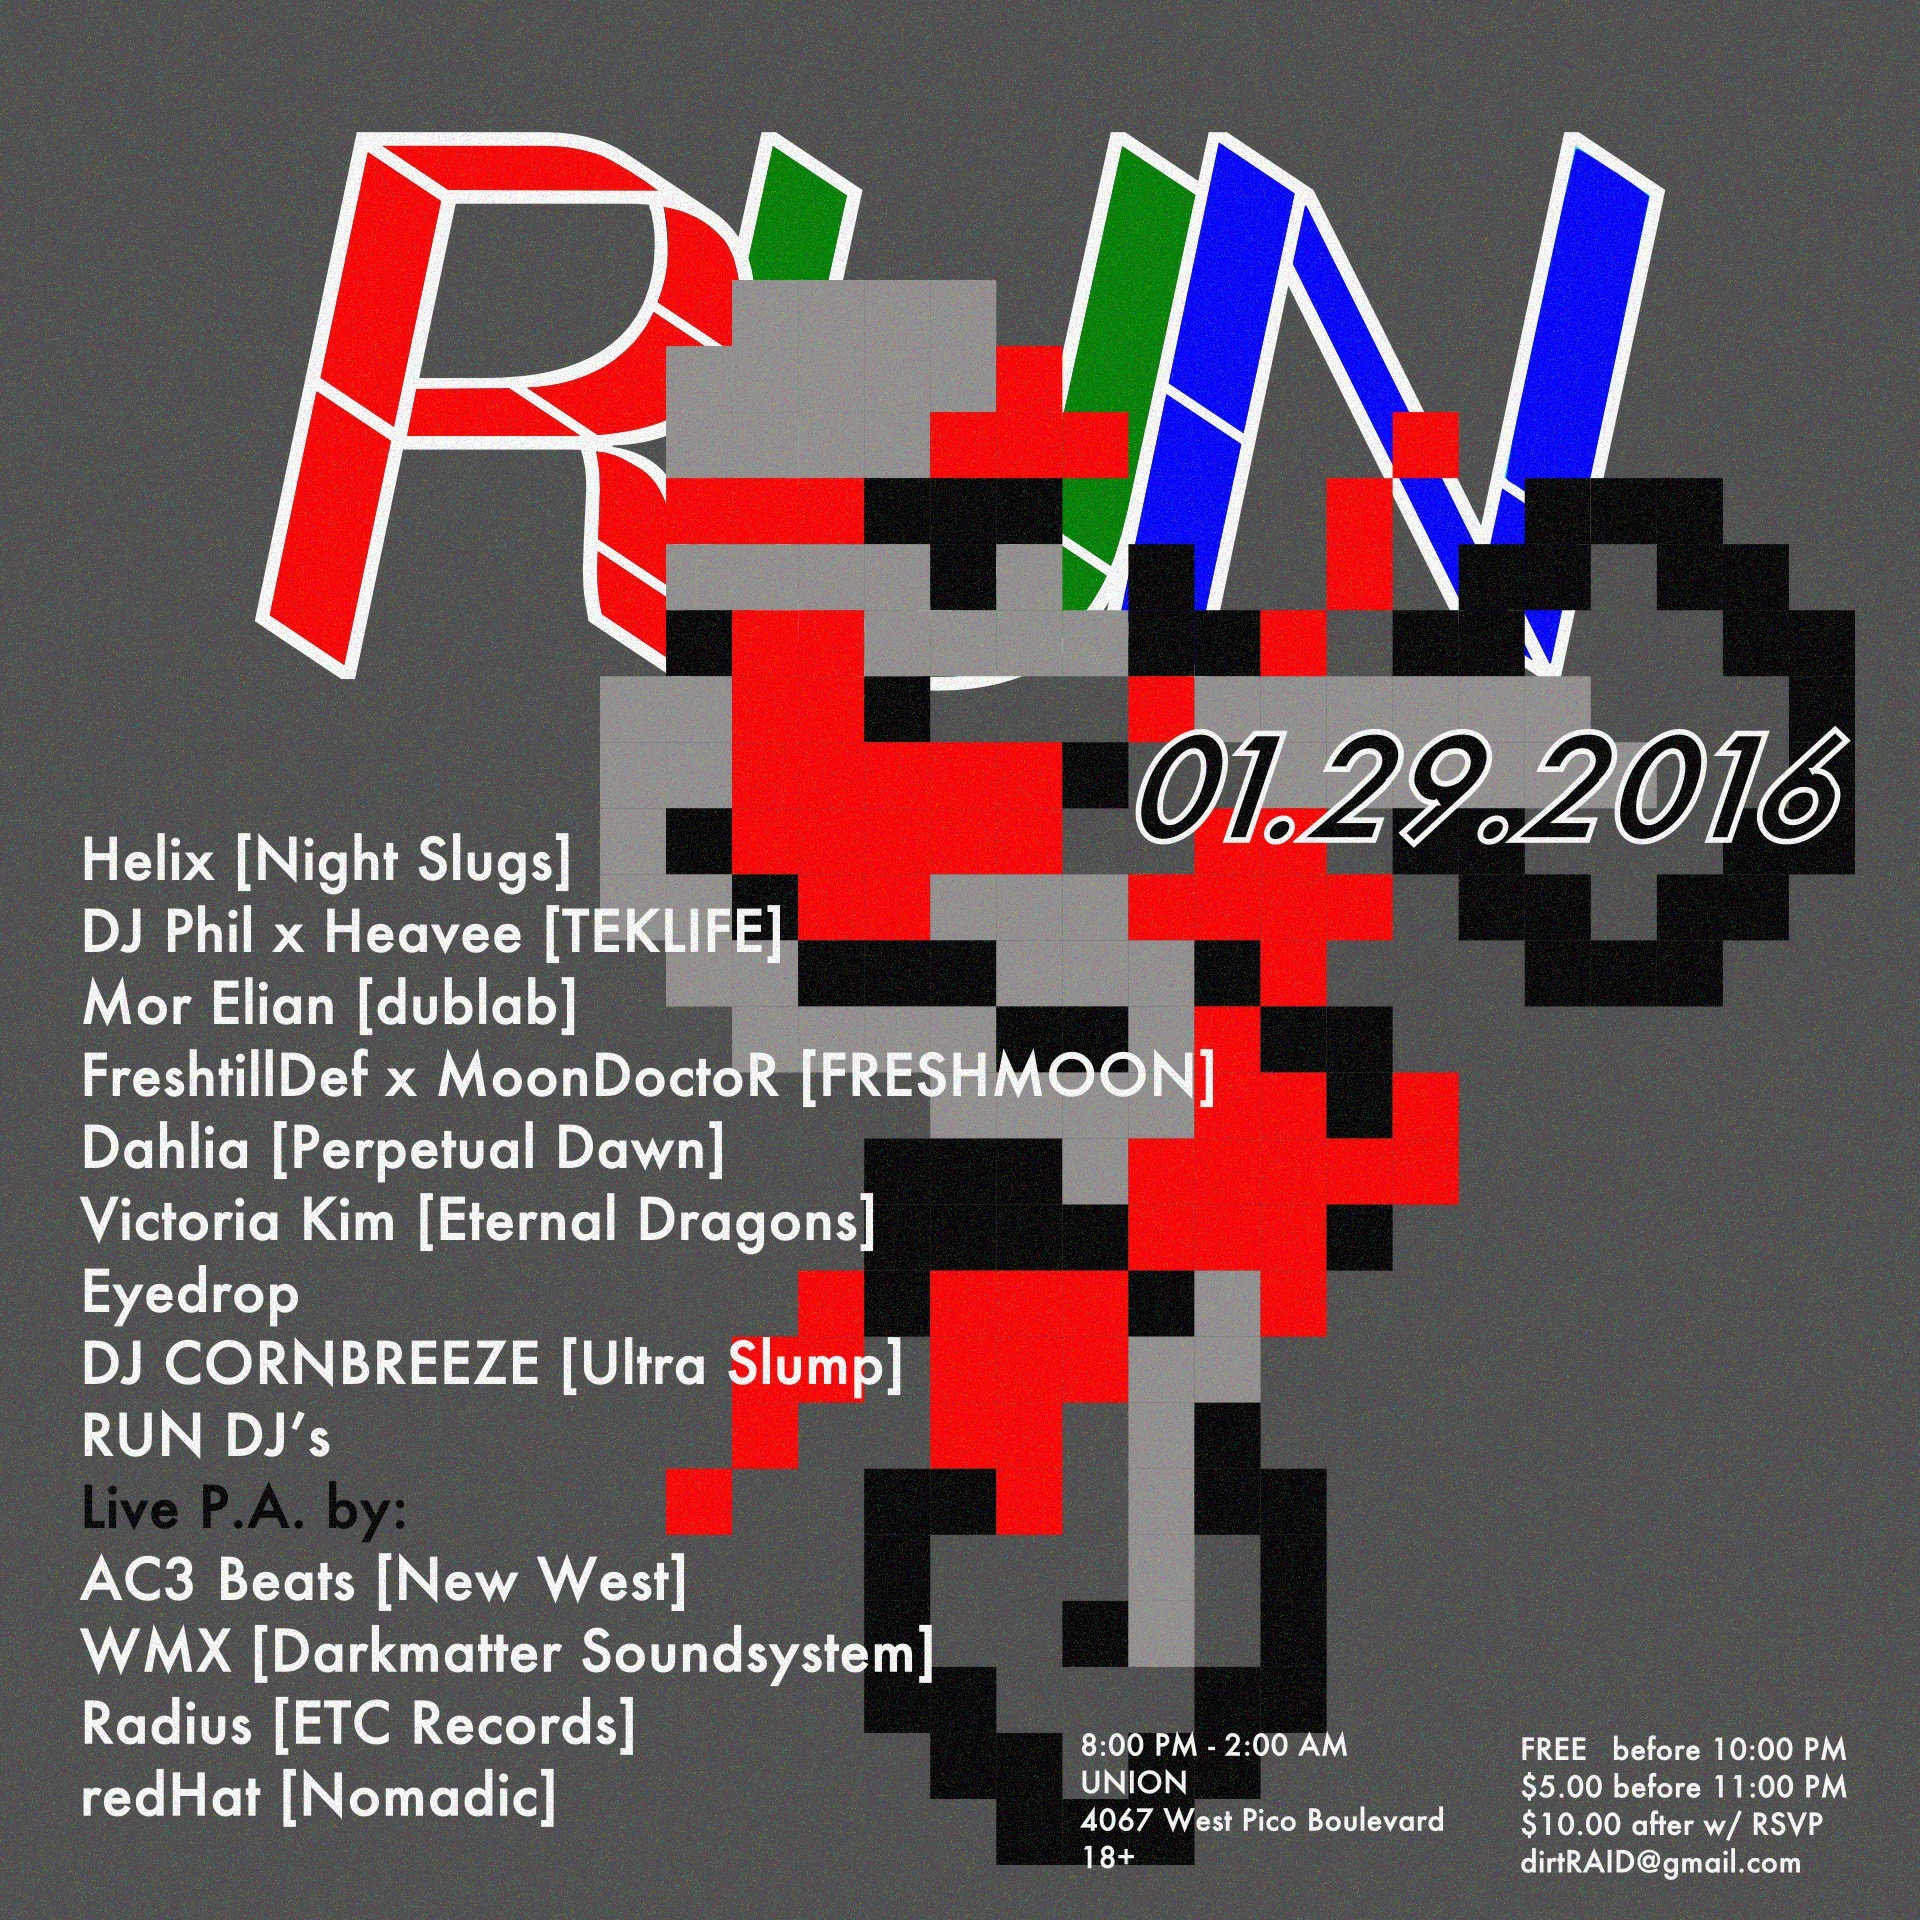 RUN
01.29.2016
Helix [Night Slugs]
DJ Phil x Heavee [TEKLIFE]
Mor Elian [dublab]
FreshtillDef x MoonDoctoR [FRESHMOON]
Dahlia [Perpetual Dawn]
Victoria Kim [Eternal Dragons]
Eyedrop
DJ CORNBREEZE [Ultra Slump]
RUN DJ’s
Live P.A. by:
AC3 Beats [New West]
WMX [Darkmatter Soundsystem]
Radius [ETC Records]
redHat [Nomadic]
8:00 PM - 2:00 AM
UNION
4067 West Pico Boulevard
18+
FREE before 10:00 PM
$5.00 before 11:00 PM
$10.00 after w/ RSVP
dirtRAID@gmail.com